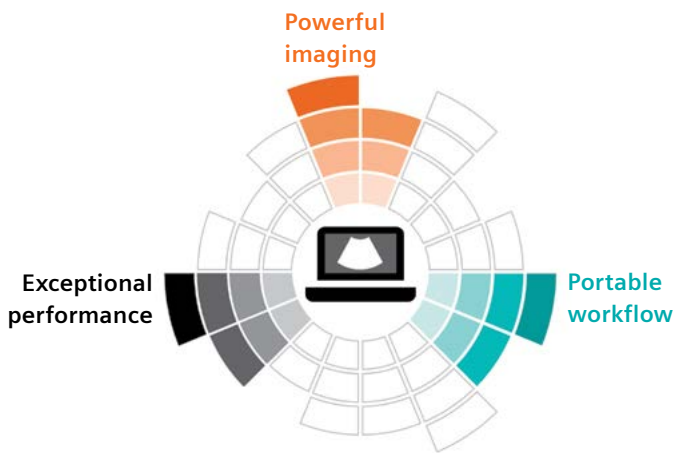 Powerful
imaging
Exceptional
performance
Portable
workflow